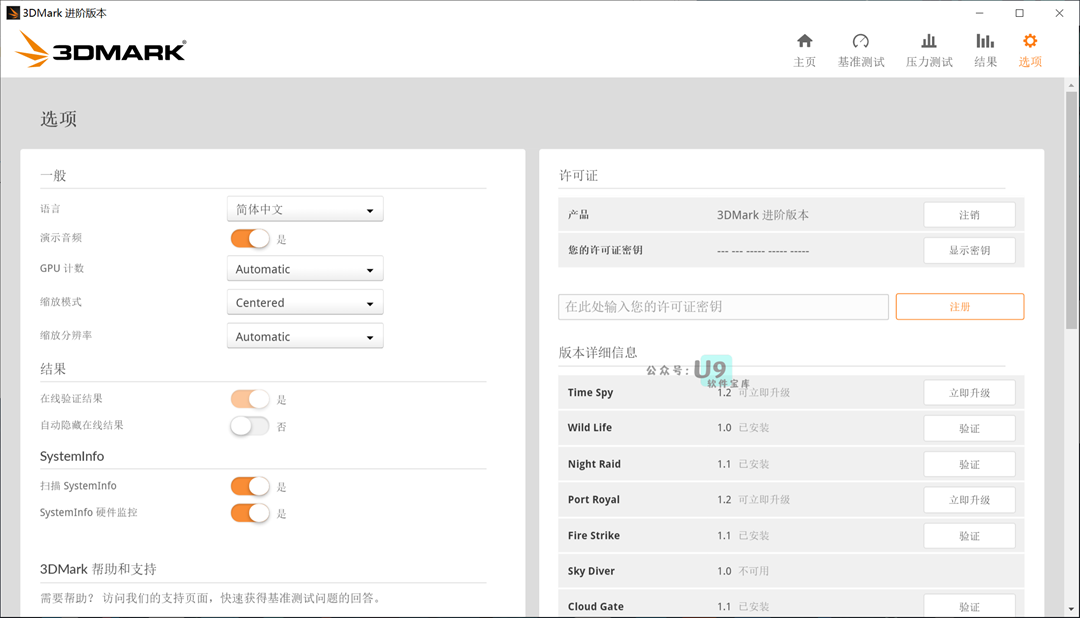 3DMark 进阶版本
3DMARK®
主页 基准测试 压力测试 结果 选项
选项
一般
语言 简体中文
演示音频 是
GPU 计数 Automatic
缩放模式 Centered
缩放分辨率 Automatic
结果
在线验证结果 是
自动隐藏在线结果 否
SystemInfo
扫描 SystemInfo 是
SystemInfo 硬件监控 是
3DMark 帮助和支持
需要帮助? 访问我们的支持页面，快速获得基准测试问题的回答。
许可证
产品 3DMark 进阶版本 注销
您的许可证密钥 --- --- ----- ----- ----- 显示密钥
在此处输入您的许可证密钥 注册
版本详细信息
公众号: U9
软件宝库
Time Spy 1.2 可立即升级 立即升级
Wild Life 1.0 已安装 验证
Night Raid 1.1 已安装 验证
Port Royal 1.2 可立即升级 立即升级
Fire Strike 1.1 已安装 验证
Sky Diver 1.0 不可用
Cloud Gate 1.1 已安装 验证